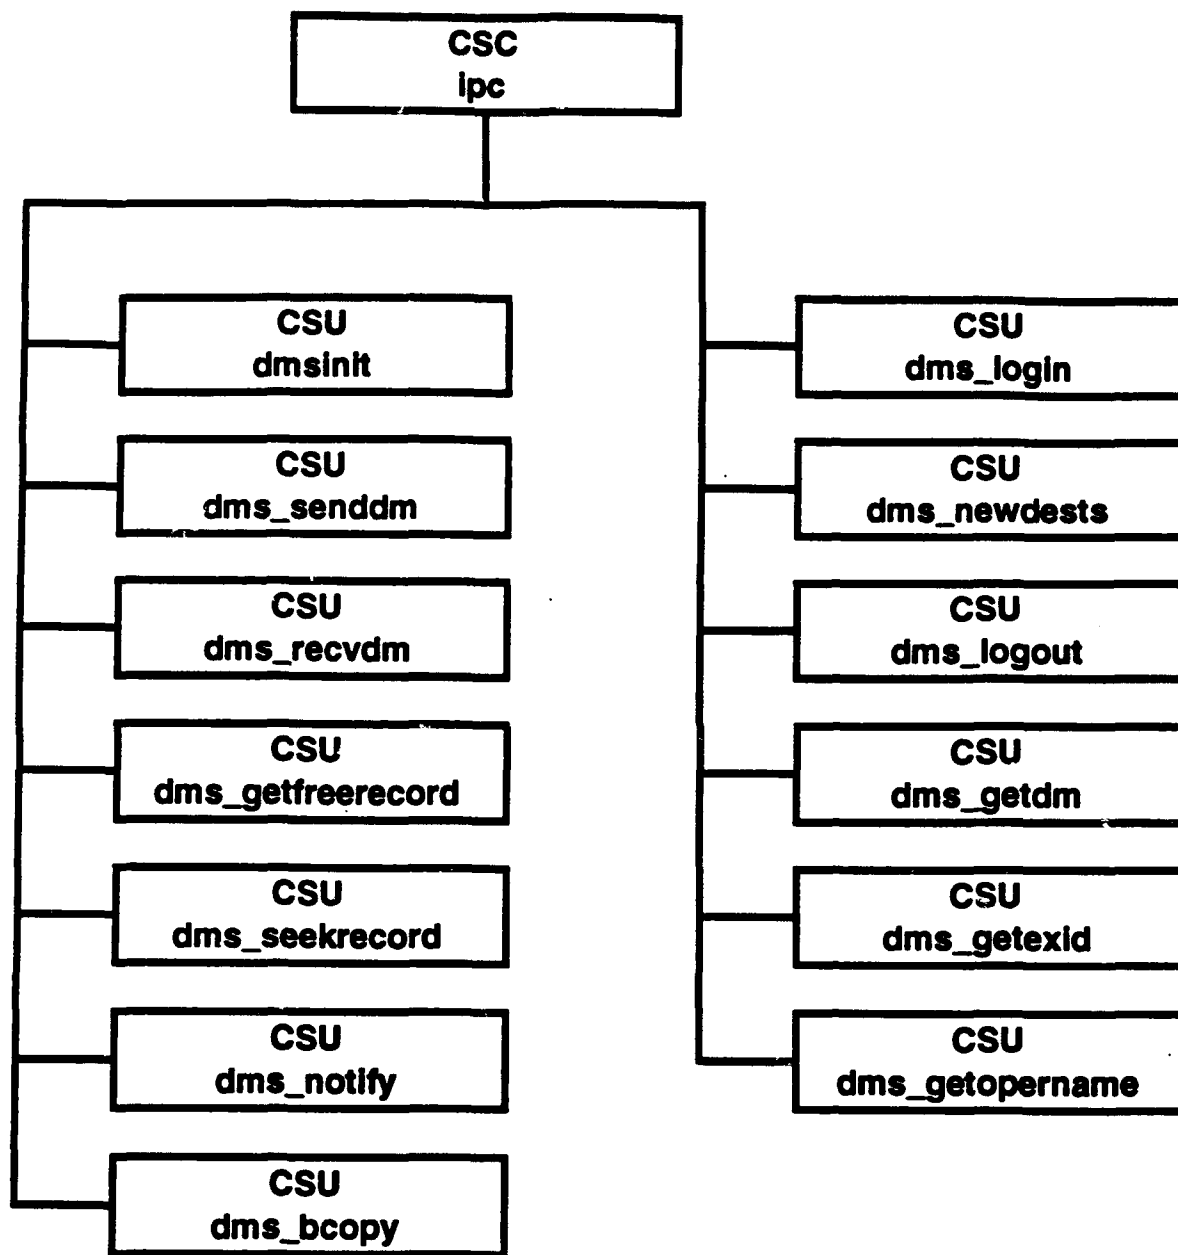 CSC
ipc
CSU
dmsinit
CSU
dms_senddm
CSU
dms_recvdm
CSU
dms_getfreerecord
CSU
dms_seekrecord
CSU
dms_notify
CSU
dms_bcopy
CSU
dms_login
CSU
dms_newdests
CSU
dms_logout
CSU
dms_getdm
CSU
dms_getexid
CSU
dms_getopername